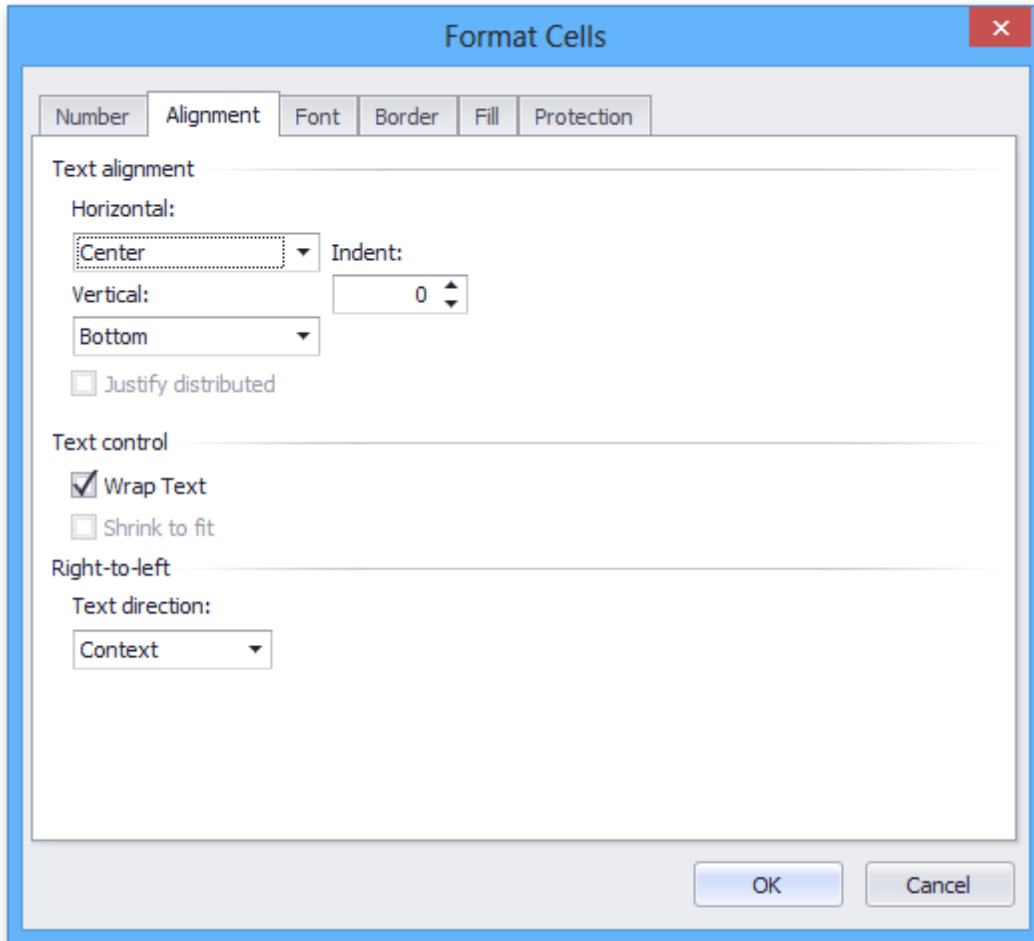 Format Cells
Number Alignment Font Border Fill Protection
Text alignment
Horizontal:
Center Indent:
Vertical: 0
Bottom
Justify distributed
Text control
Wrap Text
Shrink to fit
Right-to-left
Text direction:
Context
OK Cancel